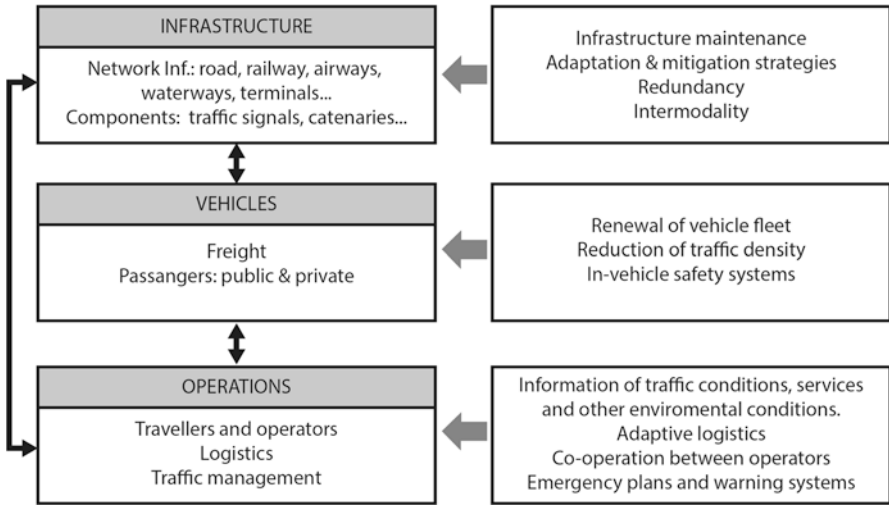 INFRASTRUCTURE
Network Inf.: road, railway, airways,
waterways, terminals...
Components: traffic signals, catenaries...
Infrastructure maintenance
Adaptation & mitigation strategies
Redundancy
Intermodality
VEHICLES
Freight
Passangers: public & private
Renewal of vehicle fleet
Reduction of traffic density
In-vehicle safety systems
OPERATIONS
Travellers and operators
Logistics
Traffic management
Information of traffic conditions, services
and other enviromental conditions.
Adaptive logistics
Co-operation between operators
Emergency plans and warning systems